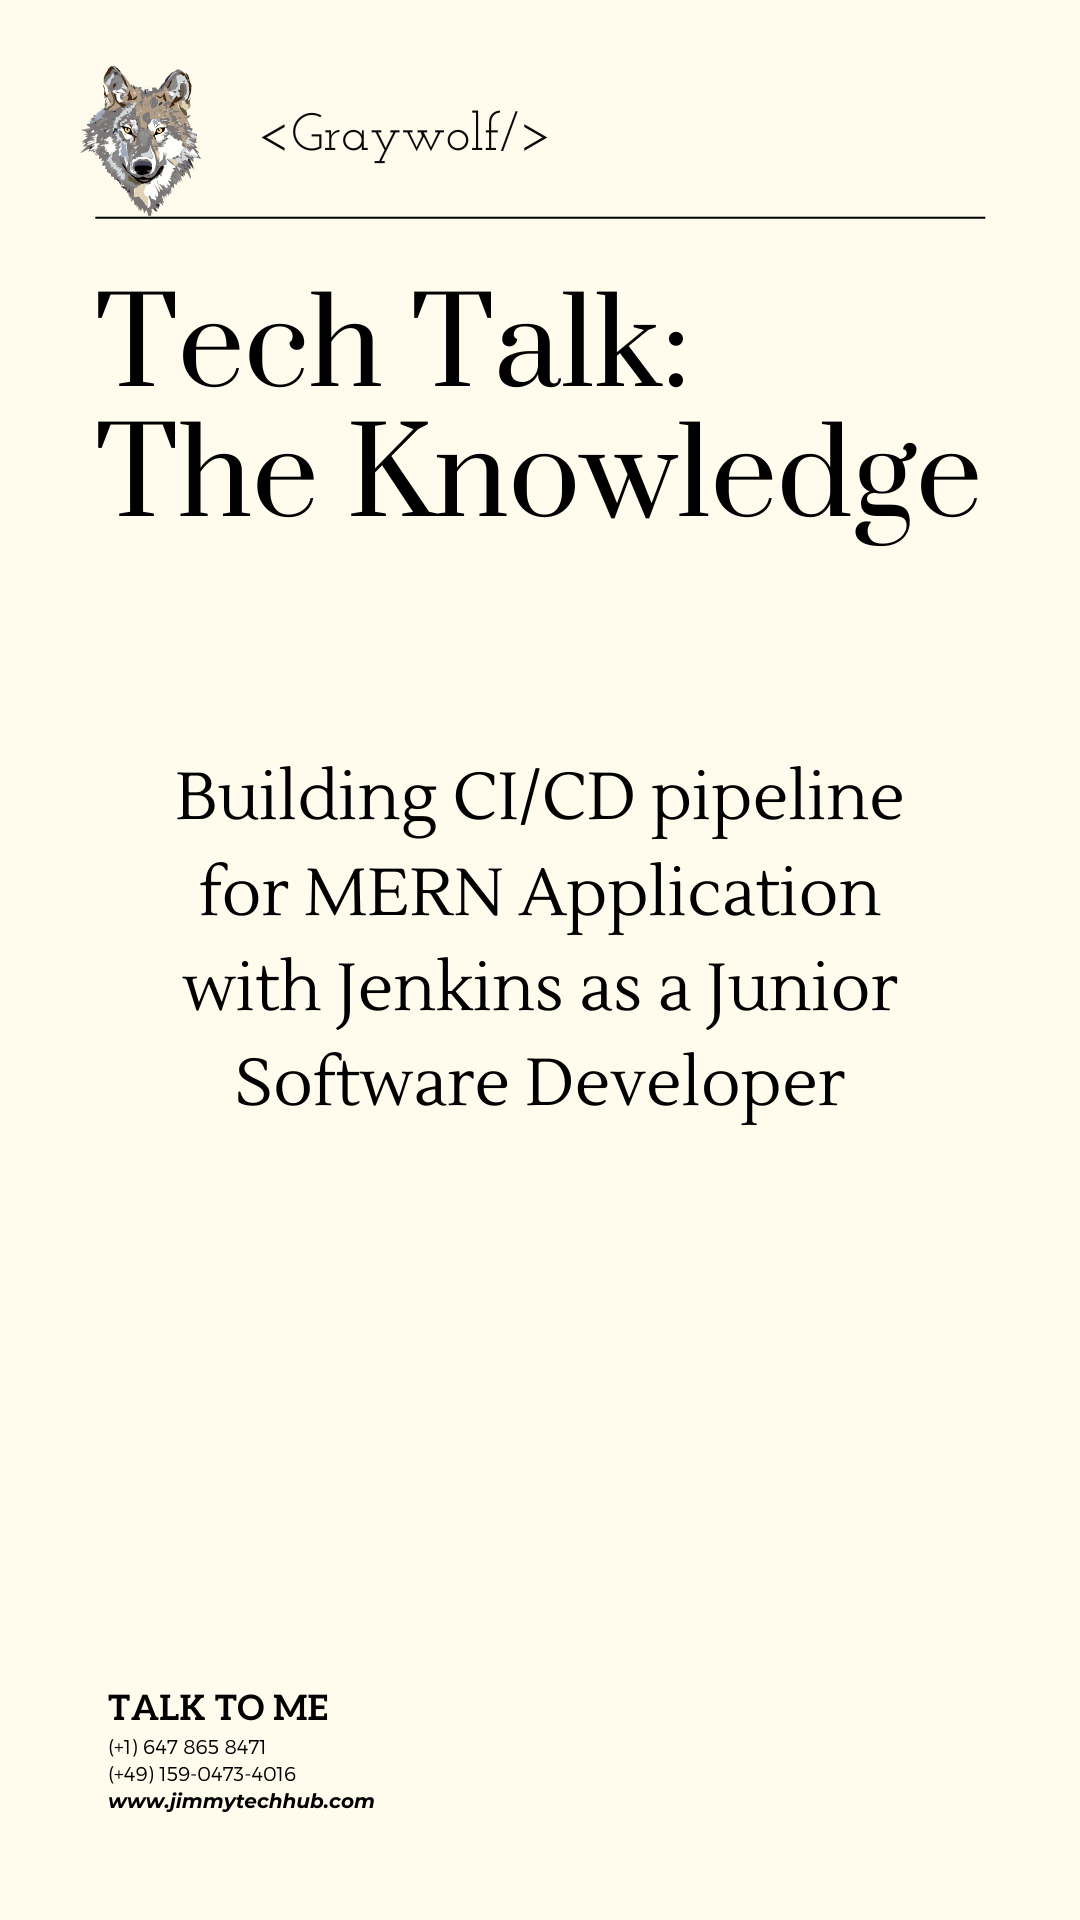 <Graywolf/>
Tech Talk:
The Knowledge
Building CI/CD pipeline
for MERN Application
with Jenkins as a Junior
Software Developer
TALK TO ME
(+1) 647 865 8471
(+49) 159-0473-4016
www.jimmytechhub.com